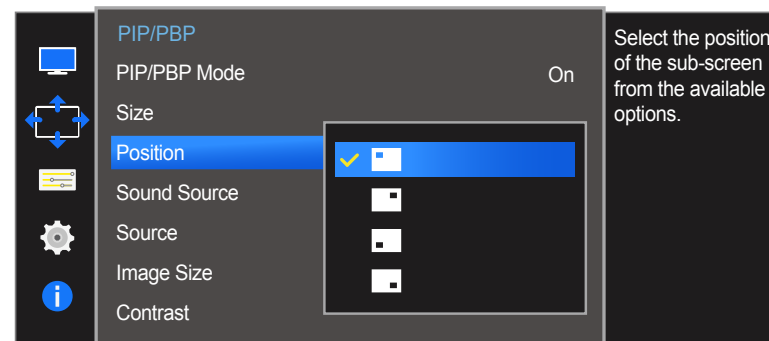 PIP/PBP
PIP/PBP Mode On
Size
Position
Sound Source
Source
Image Size
Contrast
Select the position
of the sub-screen
from the available
options.
i